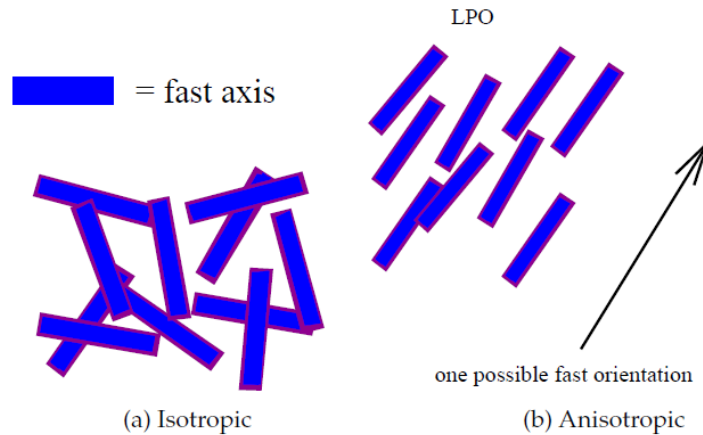 LPO
= fast axis
one possible fast orientation
(a) Isotropic
(b) Anisotropic